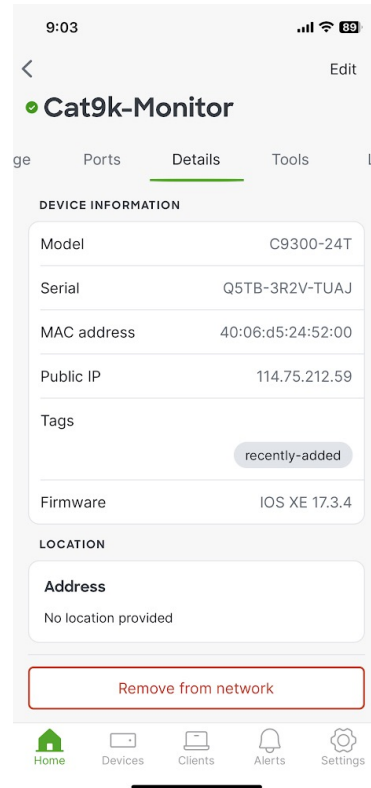 9:03
89
Edit
Cat9k-Monitor
ge Ports Details Tools L
DEVICE INFORMATION
Model C9300-24T
Serial Q5TB-3R2V-TUAJ
MAC address 40:06:d5:24:52:00
Public IP 114.75.212.59
Tags
recently-added
Firmware IOS XE 17.3.4
LOCATION
Address
No location provided
Remove from network
Home Devices Clients Alerts Settings